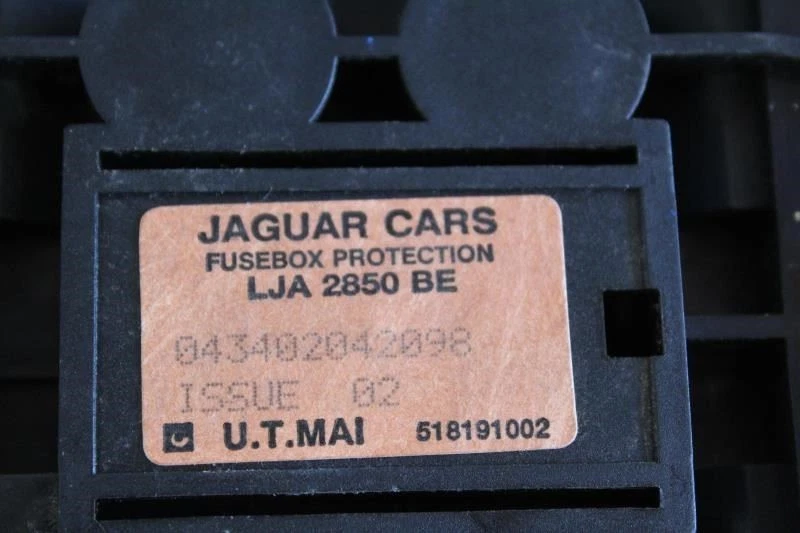 JAGUAR CARS
FUSEBOX PROTECTION
LJA 2850 BE
043402042098
ISSUE 02
U.T.MAI 518191002